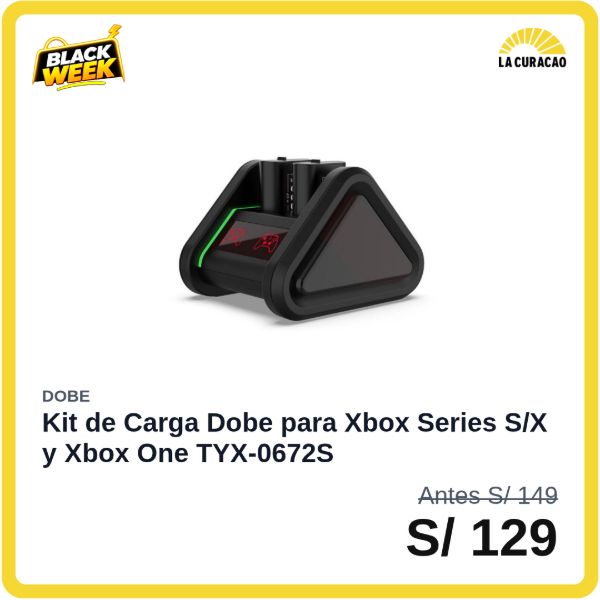 BLACK
WEEK
LA CURACAO
DOBE
Kit de Carga Dobe para Xbox Series S/X
y Xbox One TYX-0672S
Antes S/ 149
S/ 129